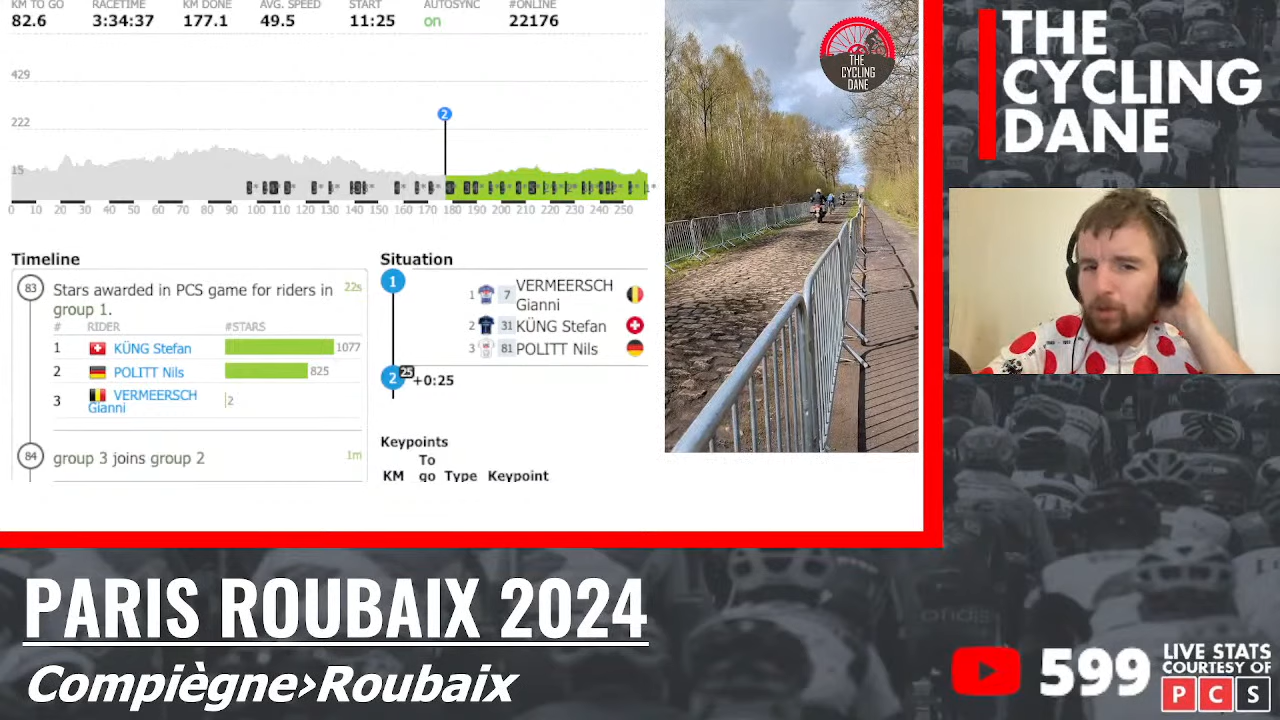 KM TO GO RACETIME KM DONE AVG. SPEED START AUTOSYNC #ONLINE
82.6 3:34:37 177.1 49.5 11:25 on 22176
429
222
15
2
0 10 20 30 40 50 60 70 80 90 100 110 120 130 140 150 160 170 180 190 200 210 220 230 240 250
Timeline
83 Stars awarded in PCS game for riders in 22s
group 1.
# RIDER #STARS
1 KÜNG Stefan 1077
2 POLITT Nils 825
3 VERMEERSCH 2
Gianni
84 group 3 joins group 2 1m
Situation
1
1 7 VERMEERSCH
Gianni
2 31 KÜNG Stefan
3 81 POLITT Nils
2 25 +0:25
Keypoints
To
KM go Type Keypoint
THE
CYCLING
DANE
THE
CYCLING
DANE
PARIS ROUBAIX 2024
Compiègne›Roubaix
599
LIVE STATS
COURTESY OF
P C S